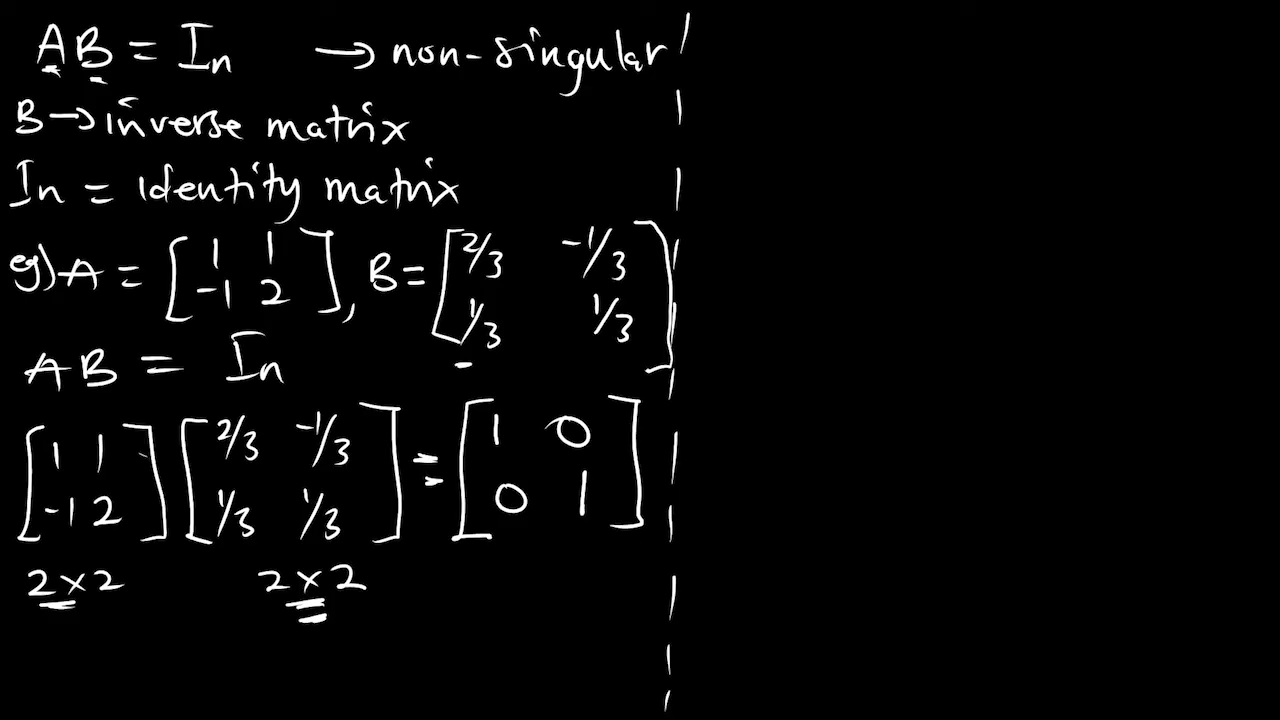 AB = In → non-singular
B → inverse matrix
In = identity matrix
eg) A = [1 1 -1 2], B = [2/3 -1/3 1/3 1/3]
AB = In
[1 1 -1 2] [2/3 -1/3 1/3 1/3] = [1 0 0 1]
2×2 2×2